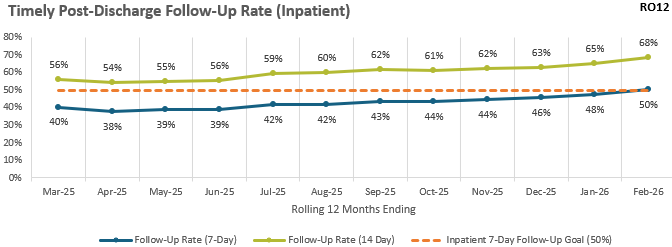 Timely Post-Discharge Follow-Up Rate (Inpatient)
RO12
80%
70%
60%
50%
40%
30%
20%
10%
0%
56% 54% 55% 56% 59% 60% 62% 61% 62% 63% 65% 68%
40% 38% 39% 39% 42% 42% 43% 44% 44% 46% 48% 50%
Mar-25 Apr-25 May-25 Jun-25 Jul-25 Aug-25 Sep-25 Oct-25 Nov-25 Dec-25 Jan-26 Feb-26
Rolling 12 Months Ending
Follow-Up Rate (7-Day) Follow-Up Rate (14 Day) Inpatient 7-Day Follow-Up Goal (50%)